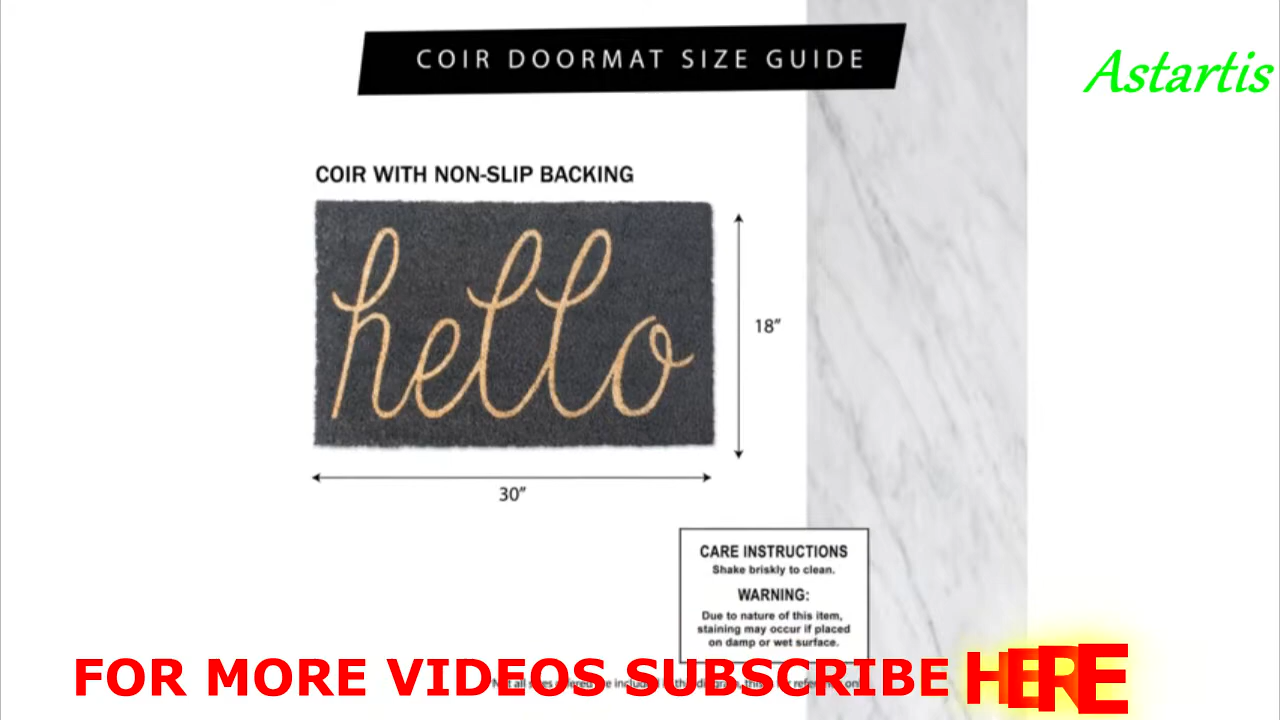 COIR DOORMAT SIZE GUIDE
Astartis
COIR WITH NON-SLIP BACKING
hello
18”
30”
CARE INSTRUCTIONS
Shake briskly to clean.
WARNING:
Due to nature of this item,
staining may occur if placed
on damp or wet surface.
FOR MORE VIDEOS SUBSCRIBE HERE